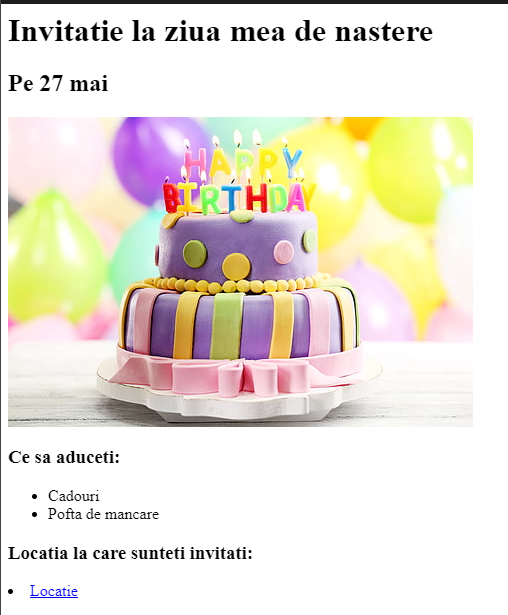 Invitatie la ziua mea de nastere
Pe 27 mai
HAPPY
BIRTHDAY
Ce sa aduceti:
Cadouri
Pofta de mancare
Locatia la care sunteti invitati:
Locatie